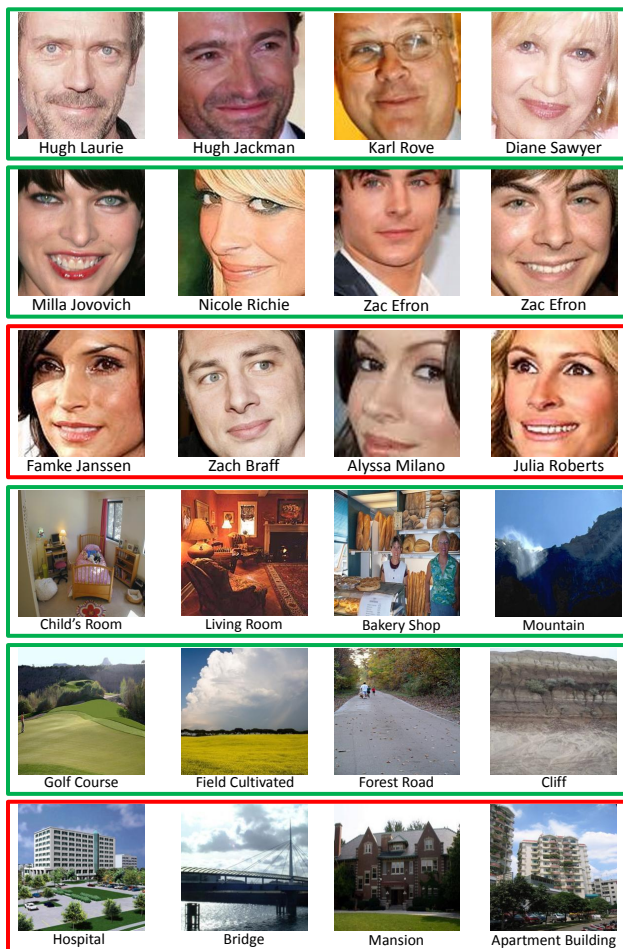 Hugh Laurie Hugh Jackman Karl Rove Diane Sawyer
Milla Jovovich Nicole Richie Zac Efron Zac Efron
Famke Janssen Zach Braff Alyssa Milano Julia Roberts
Child's Room Living Room Bakery Shop Mountain
Golf Course Field Cultivated Forest Road Cliff
Hospital Bridge Mansion Apartment Building